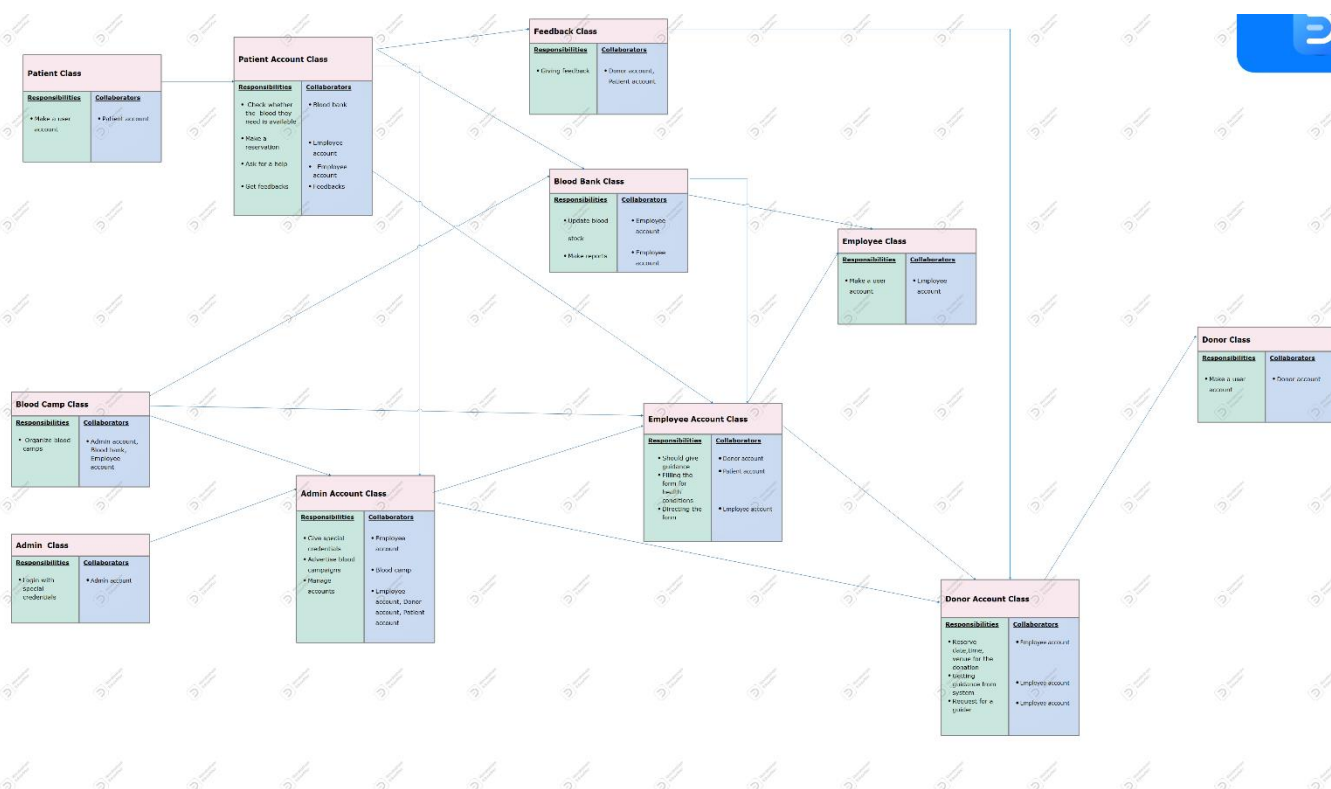 Patient Class
Responsibilities
• Make a user
account
Collaborators
• Patient account
Patient Account Class
Responsibilities
• Check whether
the blood they
need is available
• Make a
reservation
• Ask for a help
• Get feedbacks
Collaborators
• Blood bank
• Employee
account
• Employee
account
• Feedbacks
Feedback Class
Responsibilities
• Giving feedback
Collaborators
• Donor account,
Patient account
Blood Bank Class
Responsibilities
• Update blood
stock
• Make reports
Collaborators
• Employee
account
• Employee
account
Employee Class
Responsibilities
• Make a user
account
Collaborators
• Employee
account
Donor Class
Responsibilities
• Make a user
account
Collaborators
• Donor account
Blood Camp Class
Responsibilities
• Organize blood
camps
Collaborators
• Admin account,
Blood bank,
Employee
account
Employee Account Class
Responsibilities
• Should give
guidance
• Filling the
form for
health
conditions
• Directing the
form
Collaborators
• Donor account
• Patient account
• Employee account
Admin Account Class
Responsibilities
• Give special
credentials
• Advertise blood
campaigns
• Manage
accounts
Collaborators
• Employee
account
• Blood camp
• Employee
account, Donor
account, Patient
account
Admin Class
Responsibilities
• Login with
special
credentials
Collaborators
• Admin account
Donor Account Class
Responsibilities
• Reserve
date,time,
venue for the
donation
• Getting
guidance from
system
• Request for a
guider
Collaborators
• Employee account
• Employee account
• Employee account